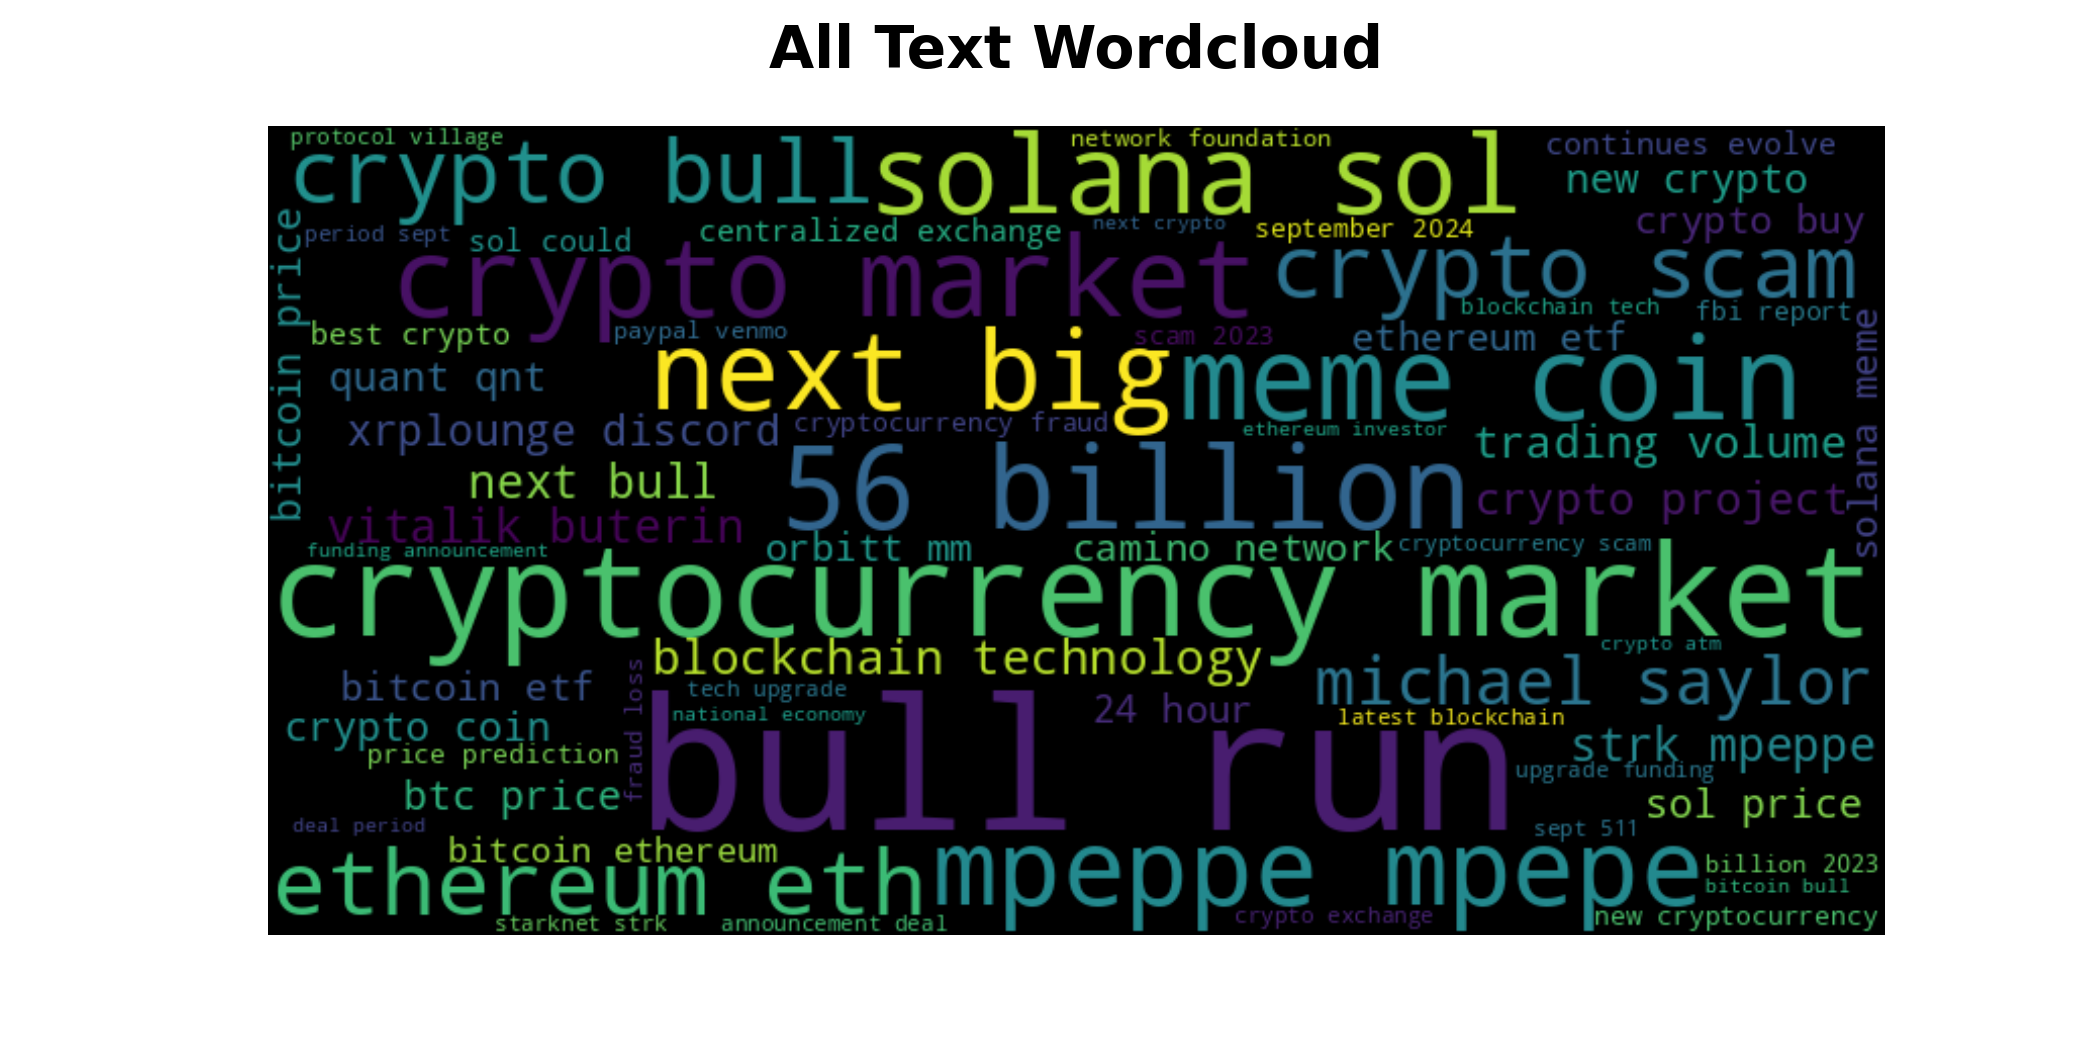 All Text Wordcloud
protocol village
network foundation
continues evolve
crypto bull
solana sol
new crypto
bitcoin price
period sept
sol could
centralized exchange
next crypto
september 2024
crypto buy
crypto market
crypto scam
blockchain tech
fbi report
best crypto
paypal venmo
scam 2023
ethereum etf
solana meme
quant qnt
next big
meme coin
xrplounge discord
cryptocurrency fraud
ethereum investor
trading volume
next bull
56 billion
crypto project
vitalik buterin
funding announcement
orbitt mm
camino network
cryptocurrency scam
cryptocurrency market
blockchain technology
crypto atm
bitcoin etf
fraud loss
tech upgrade
michael saylor
crypto coin
national economy
24 hour
latest blockchain
price prediction
bull run
strk mpeppe
upgrade funding
btc price
sol price
deal period
sept 511
bitcoin ethereum
ethereum eth
mpeppe mpepe
billion 2023
bitcoin bull
starknet strk
announcement deal
crypto exchange
new cryptocurrency